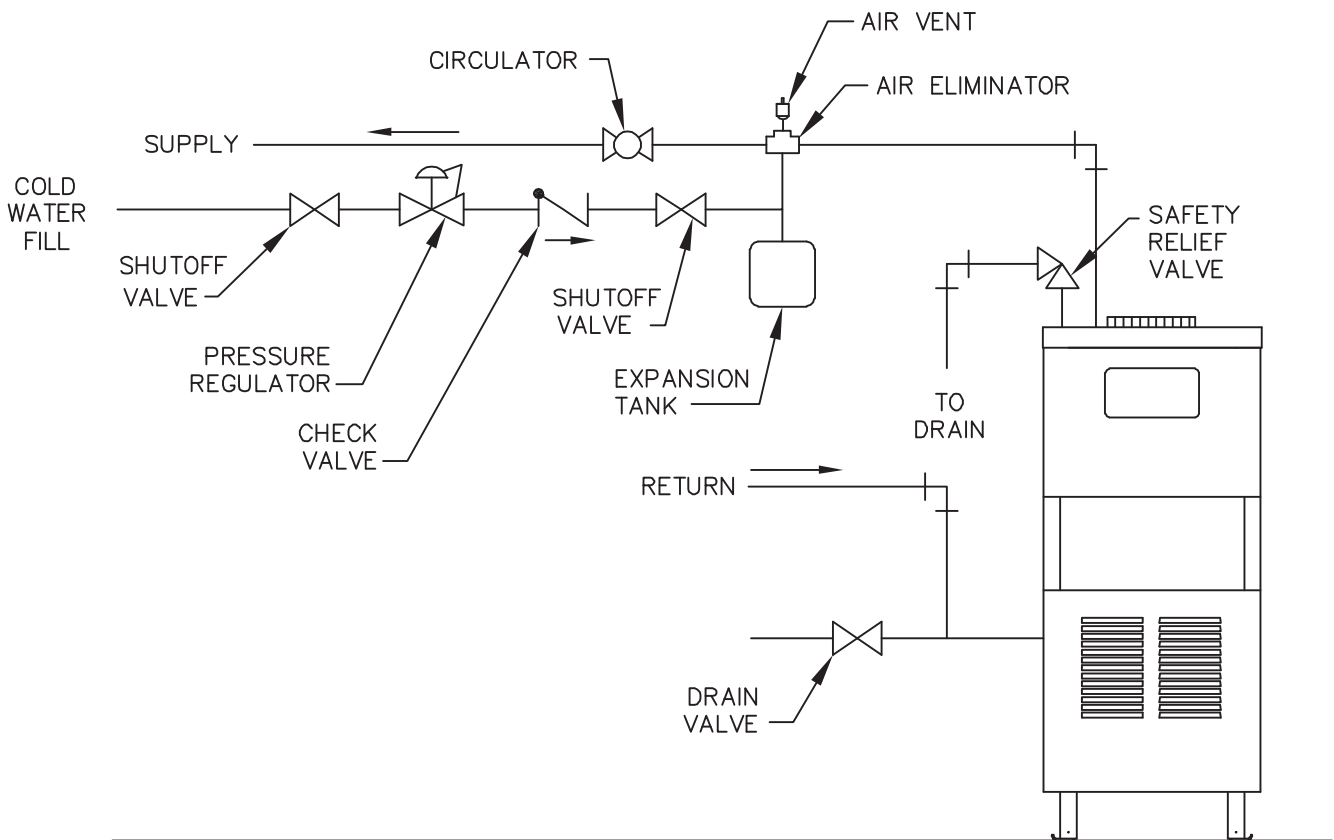 AIR VENT
CIRCULATOR
AIR ELIMINATOR
SUPPLY
COLD
WATER
FILL
SHUTOFF
VALVE
PRESSURE
REGULATOR
CHECK
VALVE
SHUTOFF
VALVE
EXPANSION
TANK
SAFETY
RELIEF
VALVE
TO
DRAIN
RETURN
DRAIN
VALVE